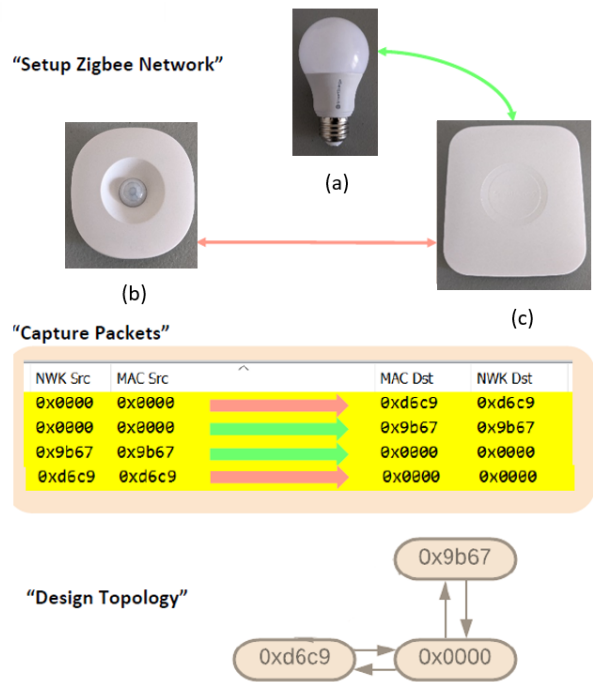 “Setup Zigbee Network”
(a)
(b)
(c)
“Capture Packets”
NWK Src MAC Src MAC Dst NWK Dst
0x0000 0x0000 0xd6c9 0xd6c9
0x0000 0x0000 0x9b67 0x9b67
0x9b67 0x9b67 0x0000 0x0000
0xd6c9 0xd6c9 0x0000 0x0000
0x9b67
“Design Topology”
0xd6c9 0x0000